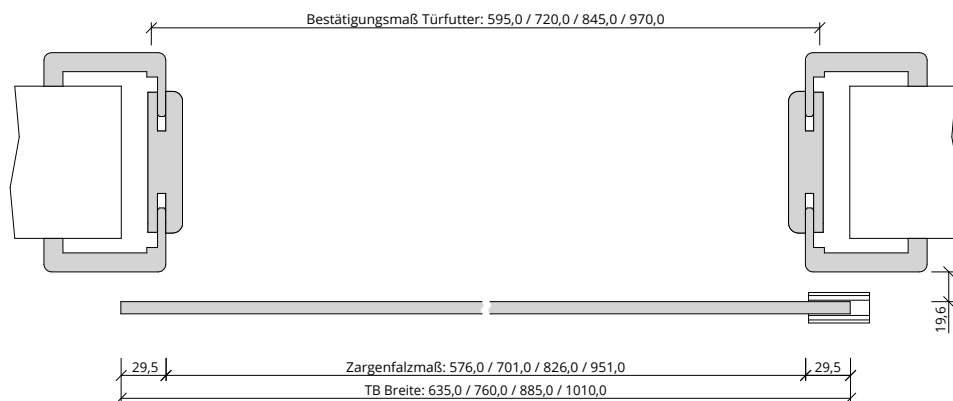 Bestätigungsmaß Türfutter: 595,0 / 720,0 / 845,0 / 970,0
19,6
29,5
Zargenfalzmaß: 576,0 / 701,0 / 826,0 / 951,0
29,5
TB Breite: 635,0 / 760,0 / 885,0 / 1010,0